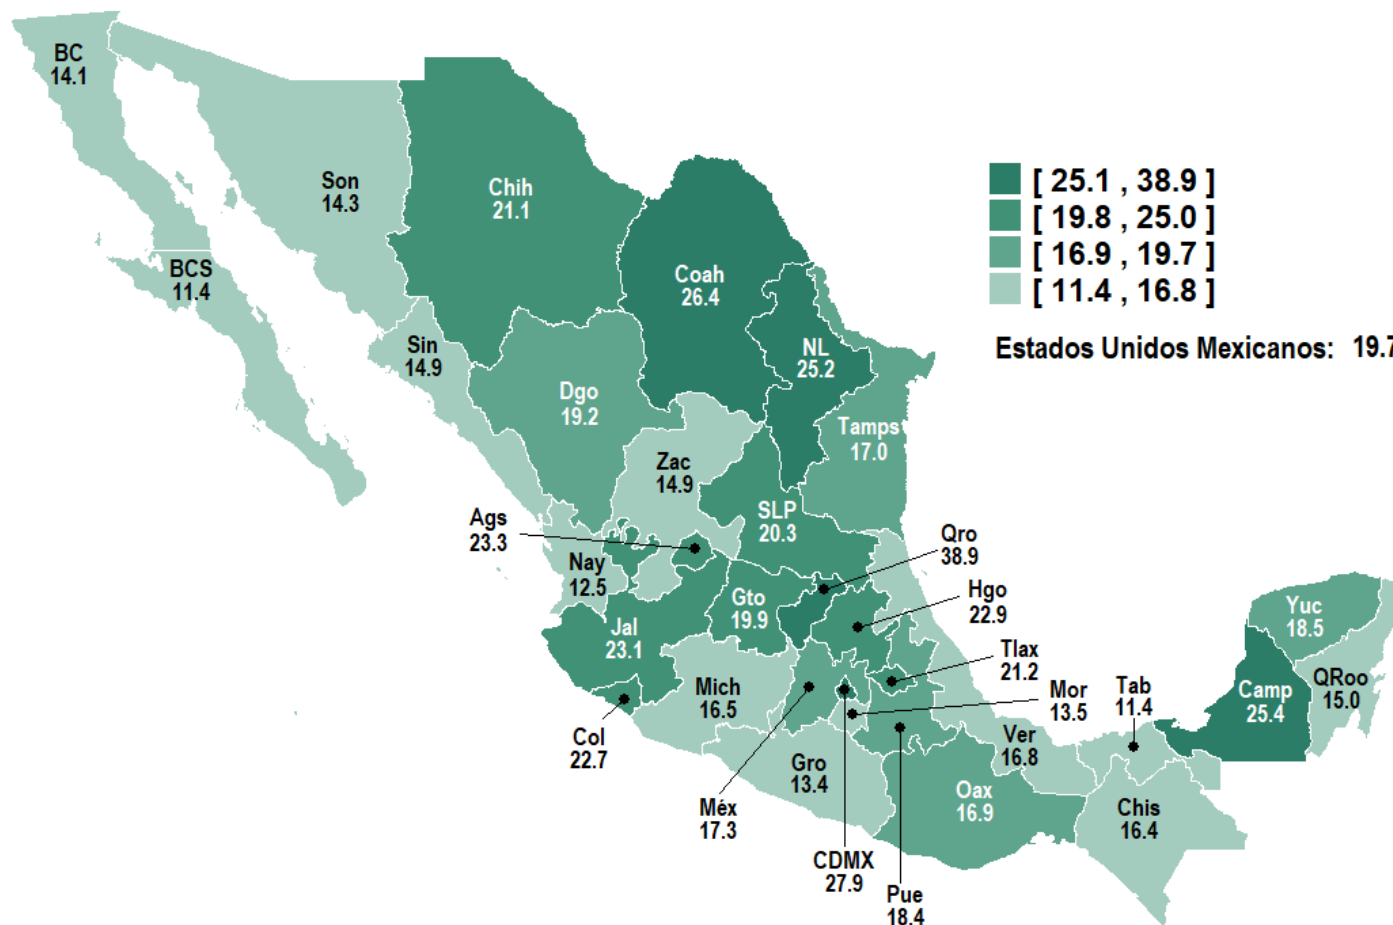 BC
14.1
Son
14.3
Chih
21.1
BCS
11.4
Coah
26.4
[ 25.1 , 38.9 ]
[ 19.8 , 25.0 ]
[ 16.9 , 19.7 ]
[ 11.4 , 16.8 ]
Estados Unidos Mexicanos: 19.7
Sin
14.9
NL
25.2
Dgo
19.2
Tamps
17.0
Zac
14.9
SLP
20.3
Ags
23.3
Qro
38.9
Nay
12.5
Hgo
22.9
Gto
19.9
Yuc
18.5
Jal
23.1
Tlax
21.2
Mich
16.5
Mor
13.5
Tab
11.4
Camp
25.4
QRoo
15.0
Col
22.7
Ver
16.8
Gro
13.4
Méx
17.3
Oax
16.9
Chis
16.4
CDMX
27.9
Pue
18.4